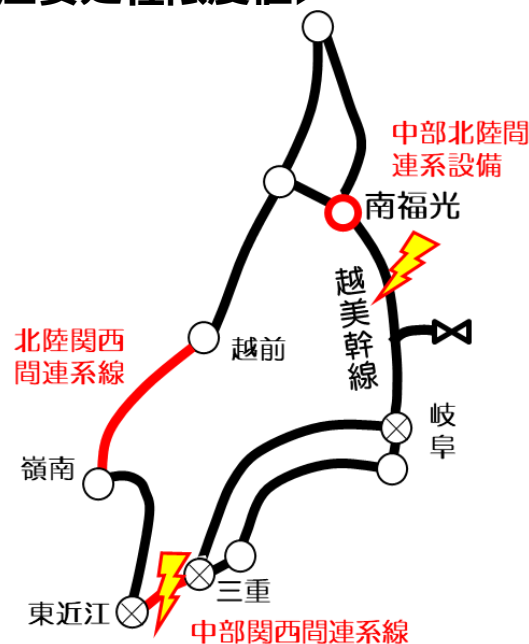 中部北陸間
連系設備
南福光
越美幹線
北陸関西
間連系線
越前
岐阜
嶺南
三重
東近江
中部関西間連系線